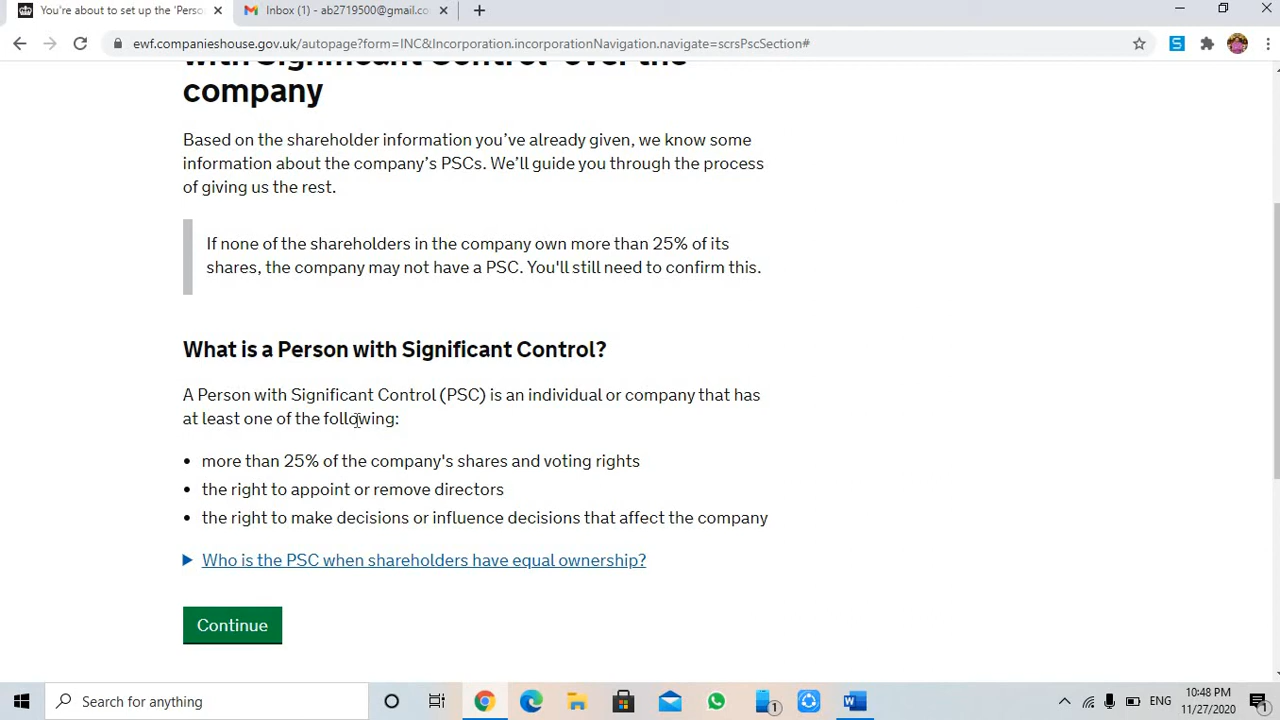 You're about to set up the 'Perso
Inbox (1) - ab2719500@gmail.co
ewf.companieshouse.gov.uk/autopage?form=INC&Incorporation.incorporationNavigation.navigate=scrsPscSection#
with Significant Control' over the
company
Based on the shareholder information you've already given, we know some
information about the company's PSCs. We'll guide you through the process
of giving us the rest.
If none of the shareholders in the company own more than 25% of its
shares, the company may not have a PSC. You'll still need to confirm this.
What is a Person with Significant Control?
A Person with Significant Control (PSC) is an individual or company that has
at least one of the following:
• more than 25% of the company's shares and voting rights
• the right to appoint or remove directors
• the right to make decisions or influence decisions that affect the company
Who is the PSC when shareholders have equal ownership?
Continue
Search for anything
1
ENG
10:48 PM
11/27/2020
1